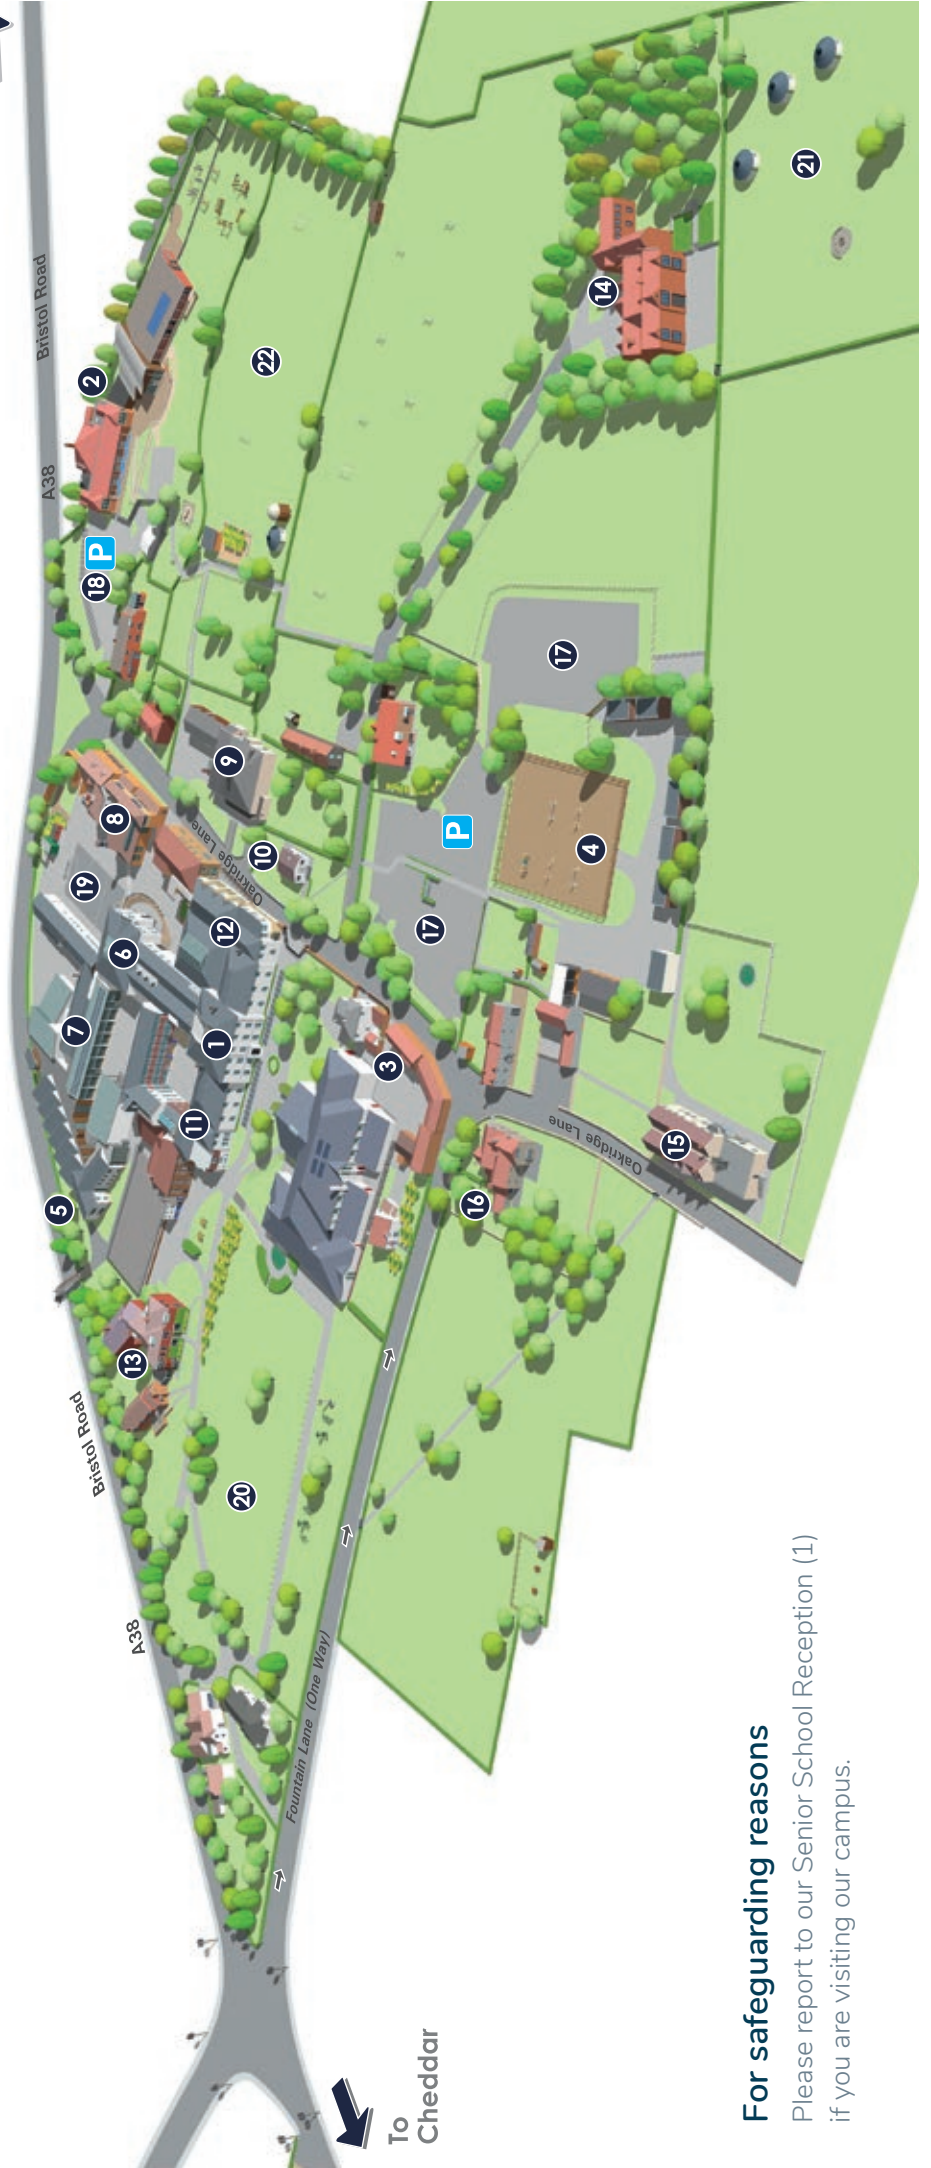 Bristol Road
A38
2
22
14
21
P
18
17
9
8
10
Oakridge Lane
P
4
19
12
6
17
7
1
3
11
5
16
15
Oakridge Lane
13
Bristol Road
20
A38
Fountain Lane (One Way)
To
Cheddar
For safeguarding reasons
Please report to our Senior School Reception (1)
if you are visiting our campus.